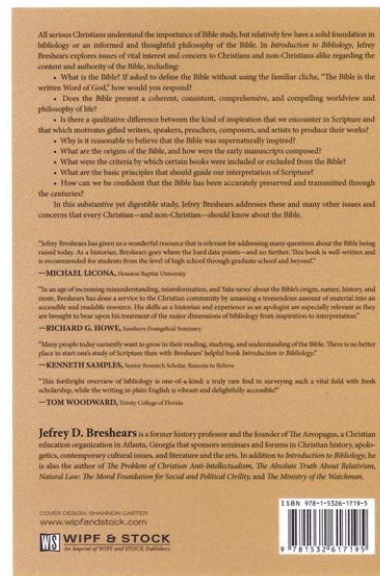 All serious Christians understand the importance of Bible study, but relatively few have a solid foundation in
bibliology or an informed and thoughtful philosophy of the Bible. In Introduction to Bibliology, Jefrey
Breshears explores issues of vital interest and concern to Christians and non-Christians alike regarding the
content and authority of the Bible, including:
• What is the Bible? If asked to define the Bible without using the familiar cliche, "The Bible is the
written Word of God," how would you respond?
• Does the Bible present a coherent, consistent, comprehensive, and compelling worldview and
philosophy of life?
• Is there a qualitative difference between the kind of inspiration that we encounter in Scripture and
that which motivates gifted writers, speakers, preachers, composers, and artists to produce their works?
• Why is it reasonable to believe that the Bible was supernaturally inspired?
• What are the origins of the Bible, and how were the early manuscripts composed?
• What were the criteria by which certain books were included or excluded from the Bible?
• What are the basic principles that should guide our interpretation of Scripture?
• How can we be confident that the Bible has been accurately preserved and transmitted through
the centuries?
In this substantive yet digestible study, Jefrey Breshears addresses these and many other issues and
concerns that every Christian—and non-Christian—should know about the Bible.
"Jefrey Breshears has given us a wonderful resource that is relevant for addressing many questions about the Bible being
raised today. As a historian, Breshears goes where the hard data points—and no further. This book is well-written and
is recommended for students from the level of high school through graduate school and beyond."
—MICHAEL LICONA, Houston Baptist University
"In an age of increasing misunderstanding, misinformation, and 'fake news' about the Bible's origin, nature, history, and
more, Breshears has done a service to the Christian community by amassing a tremendous amount of material into an
accessible and readable resource. His skills as a historian and experience as an apologist are especially relevant as they
are brought to bear upon his treatment of the major dimensions of bibliology from inspiration to interpretation."
—RICHARD G. HOWE, Southern Evangelical Seminary
"Many people today earnestly want to grow in their reading, studying, and understanding of the Bible. There is no better
place to start one's study of Scripture than with Breshears' helpful book Introduction to Bibliology."
—KENNETH SAMPLES, Senior Research Scholar, Reasons to Believe
"This forthright overview of bibliology is one-of-a-kind: a truly rare find in surveying such a vital field with fresh
scholarship, while the writing in plain English is vibrant and delightfully accessible!"
—TOM WOODWARD, Trinity College of Florida
Jefrey D. Breshears is a former history professor and the founder of The Areopagus, a Christian
education organization in Atlanta, Georgia that sponsors seminars and forums in Christian history, apolo-
getics, contemporary cultural issues, and literature and the arts. In addition to Introduction to Bibliology, he
is also the author of The Problem of Christian Anti-Intellectualism, The Absolute Truth About Relativism,
Natural Law: The Moral Foundation for Social and Political Civility, and The Ministry of the Watchman.
COVER DESIGN: SHANNON CARTER
www.wipfandstock.com
WS WIPF & STOCK
An Imprint of WIPF and STOCK Publishers
ISBN 978-1-5326-1719-5
9 781532 617195